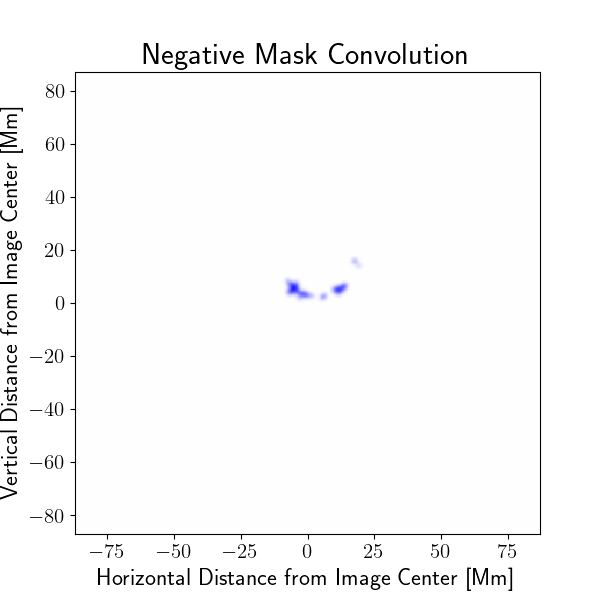 Negative Mask Convolution
80
60
40
20
0
−20
−40
−60
−80
Vertical Distance from Image Center [Mm]
−75 −50 −25 0 25 50 75
Horizontal Distance from Image Center [Mm]